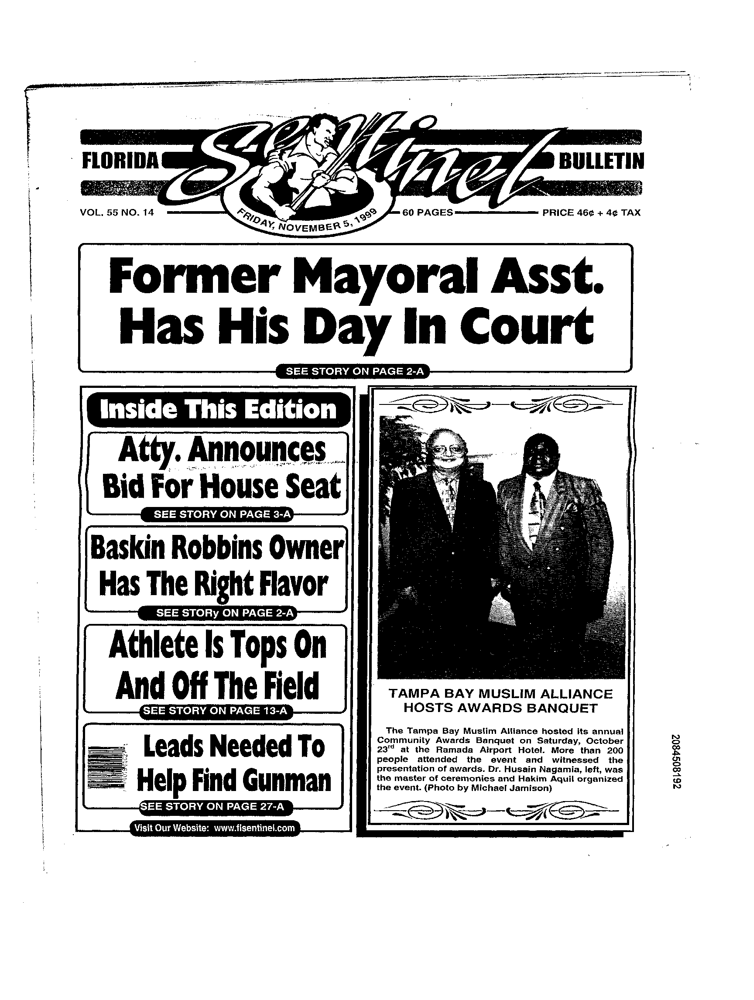 FLORIDA Sentinel BULLETIN
VOL. 55 NO. 14
FRIDAY, NOVEMBER 5, 1999
60 PAGES
PRICE 46¢ + 4¢ TAX
Former Mayoral Asst.
Has His Day In Court
SEE STORY ON PAGE 2-A
Inside This Edition
Atty. Announces
Bid For House Seat
SEE STORY ON PAGE 3-A
Baskin Robbins Owner
Has The Right Flavor
SEE STORy ON PAGE 2-A
Athlete Is Tops On
And Off The Field
SEE STORY ON PAGE 13-A
Leads Needed To
Help Find Gunman
SEE STORY ON PAGE 27-A
Visit Our Website: www.flsentinel.com
TAMPA BAY MUSLIM ALLIANCE
HOSTS AWARDS BANQUET
The Tampa Bay Muslim Alliance hosted its annual
Community Awards Banquet on Saturday, October
23rd at the Ramada Airport Hotel. More than 200
people attended the event and witnessed the
presentation of awards. Dr. Husain Nagamia, left, was
the master of ceremonies and Hakim Aquil organized
the event. (Photo by Michael Jamison)
2084508192